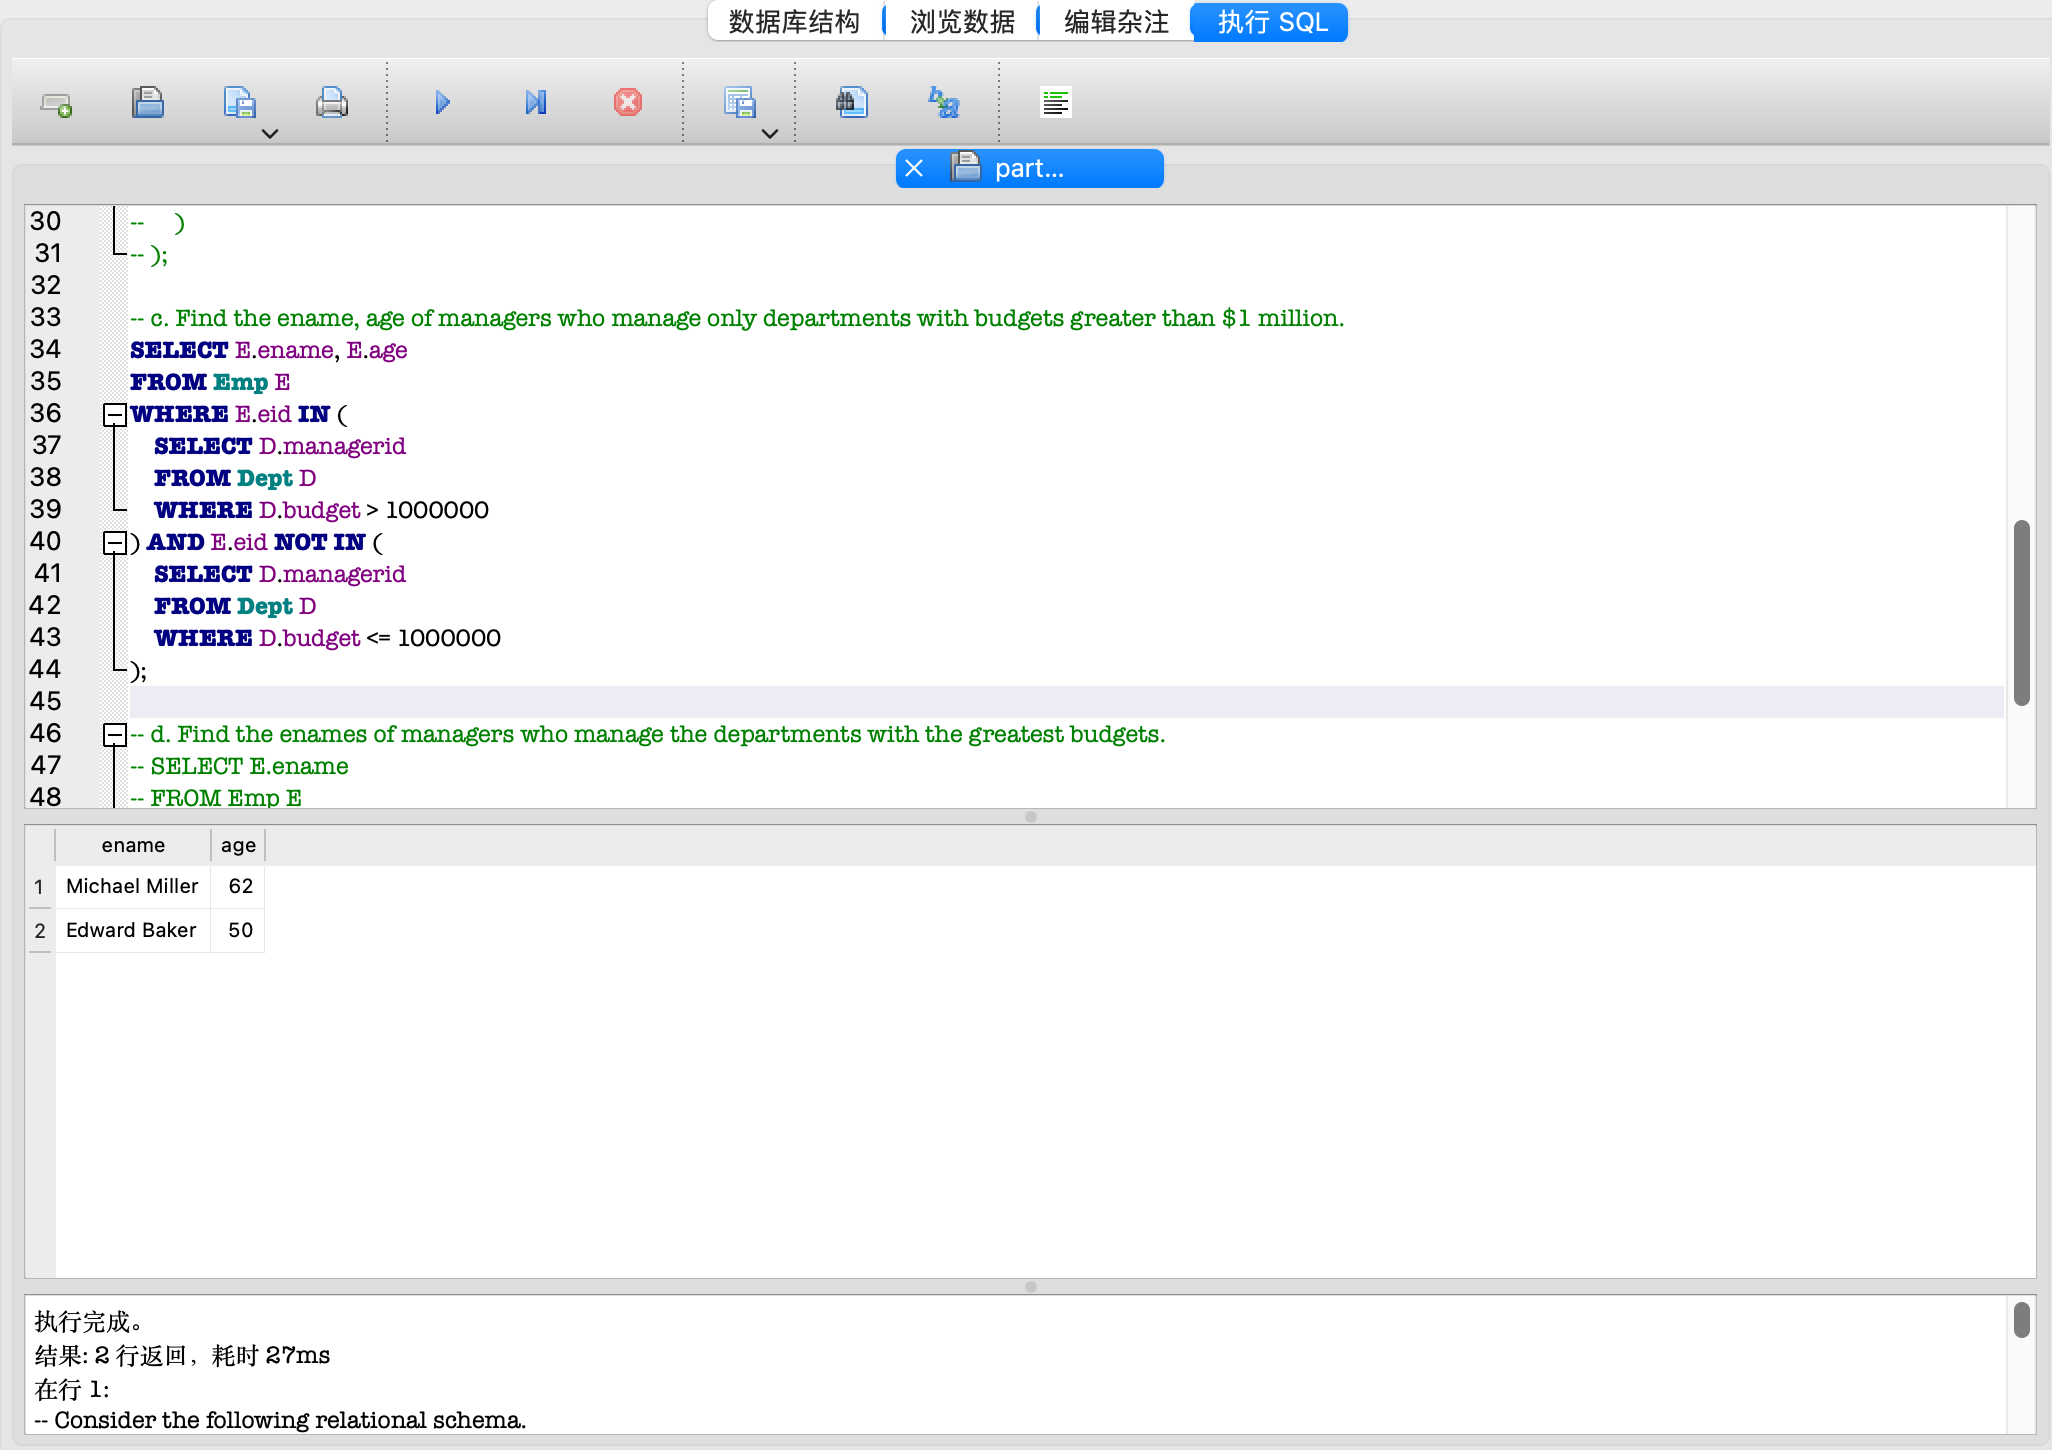 数据库结构 浏览数据 编辑杂注 执行 SQL
part...
30 --     )
31 -- );
32
33 -- c. Find the ename, age of managers who manage only departments with budgets greater than $1 million.
34 SELECT E.ename, E.age
35 FROM Emp E
36 WHERE E.eid IN (
37     SELECT D.managerid
38     FROM Dept D
39     WHERE D.budget > 1000000
40 ) AND E.eid NOT IN (
41     SELECT D.managerid
42     FROM Dept D
43     WHERE D.budget <= 1000000
44 );
45
46 -- d. Find the enames of managers who manage the departments with the greatest budgets.
47 -- SELECT E.ename
48 -- FROM Emp E
ename age
1 Michael Miller 62
2 Edward Baker 50
执行完成。
结果: 2 行返回，耗时 27ms
在行 1:
-- Consider the following relational schema.